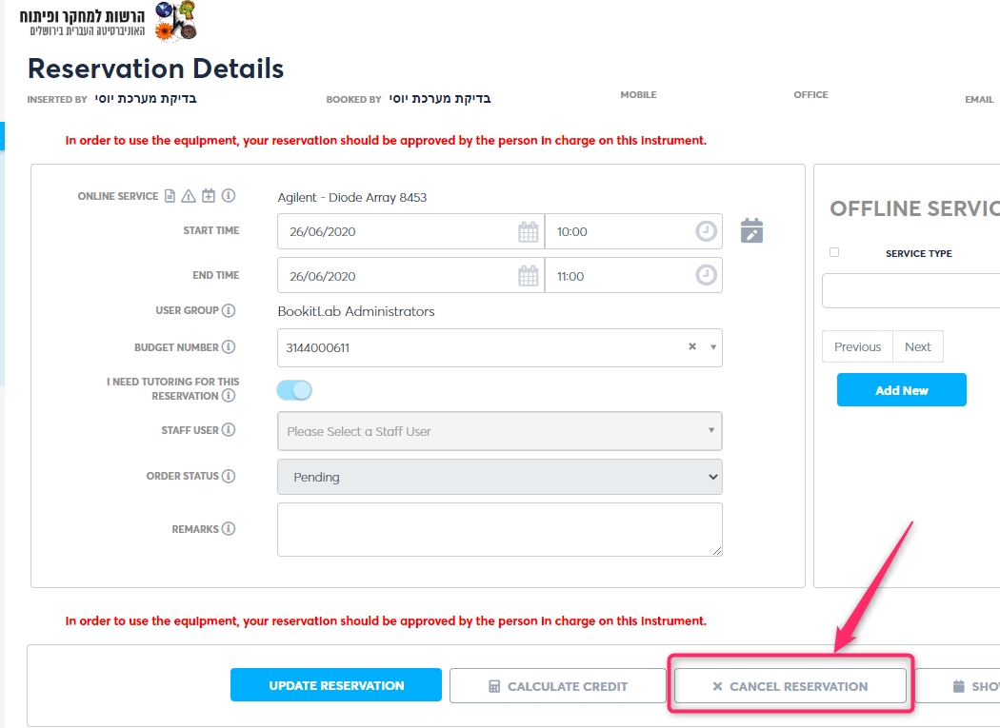 הרשות למחקר ופיתוח
האוניברסיטה העברית בירושלים
Reservation Details
INSERTED BY בדיקת מערכת יוסי BOOKED BY בדיקת מערכת יוסי MOBILE OFFICE EMAIL
In order to use the equipment, your reservation should be approved by the person in charge on this instrument.
ONLINE SERVICE Agilent - Diode Array 8453
START TIME 26/06/2020 10:00
END TIME 26/06/2020 11:00
USER GROUP BookitLab Administrators
BUDGET NUMBER 3144000611
I NEED TUTORING FOR THIS
RESERVATION
STAFF USER Please Select a Staff User
ORDER STATUS Pending
REMARKS
OFFLINE SERVIC
SERVICE TYPE
Previous Next
Add New
In order to use the equipment, your reservation should be approved by the person in charge on this instrument.
UPDATE RESERVATION CALCULATE CREDIT CANCEL RESERVATION SHO